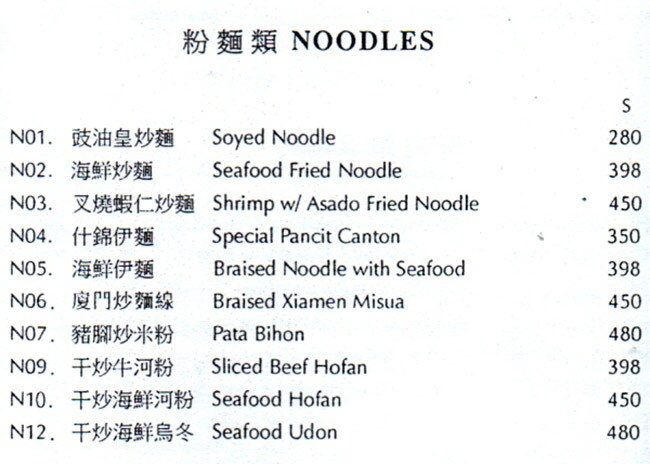 粉麵類 NOODLES
S
N01. 豉油皇炒麵 Soyed Noodle 280
N02. 海鮮炒麵 Seafood Fried Noodle 398
N03. 叉燒蝦仁炒麵 Shrimp w/ Asado Fried Noodle 450
N04. 什錦伊麵 Special Pancit Canton 350
N05. 海鮮伊麵 Braised Noodle with Seafood 398
N06. 廈門炒麵線 Braised Xiamen Misua 450
N07. 豬腳炒米粉 Pata Bihon 480
N09. 干炒牛河粉 Sliced Beef Hofan 398
N10. 干炒海鮮河粉 Seafood Hofan 450
N12. 干炒海鮮烏冬 Seafood Udon 480